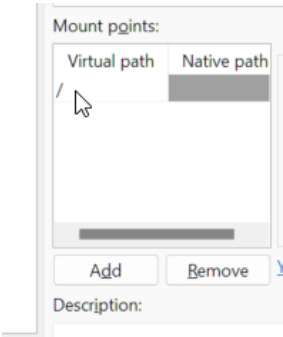 Mount points:
Virtual path Native path
/
Add Remove
Description: